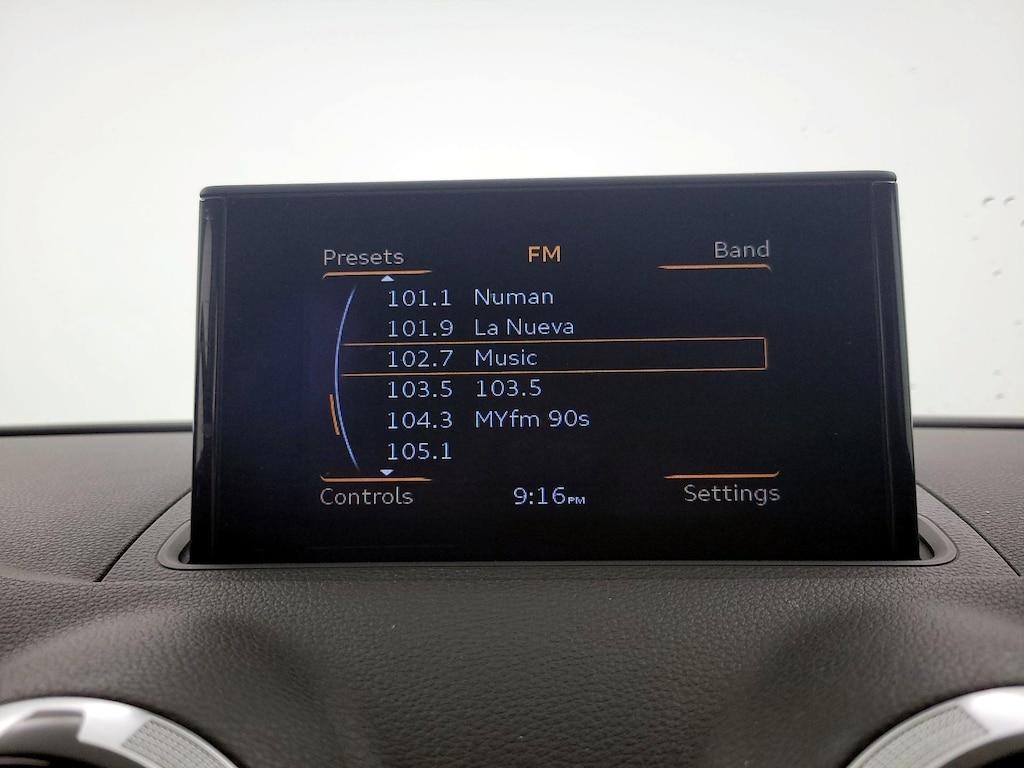 Presets FM Band
101.1 Numan
101.9 La Nueva
102.7 Music
103.5 103.5
104.3 MYfm 90s
105.1
Controls 9:16PM Settings